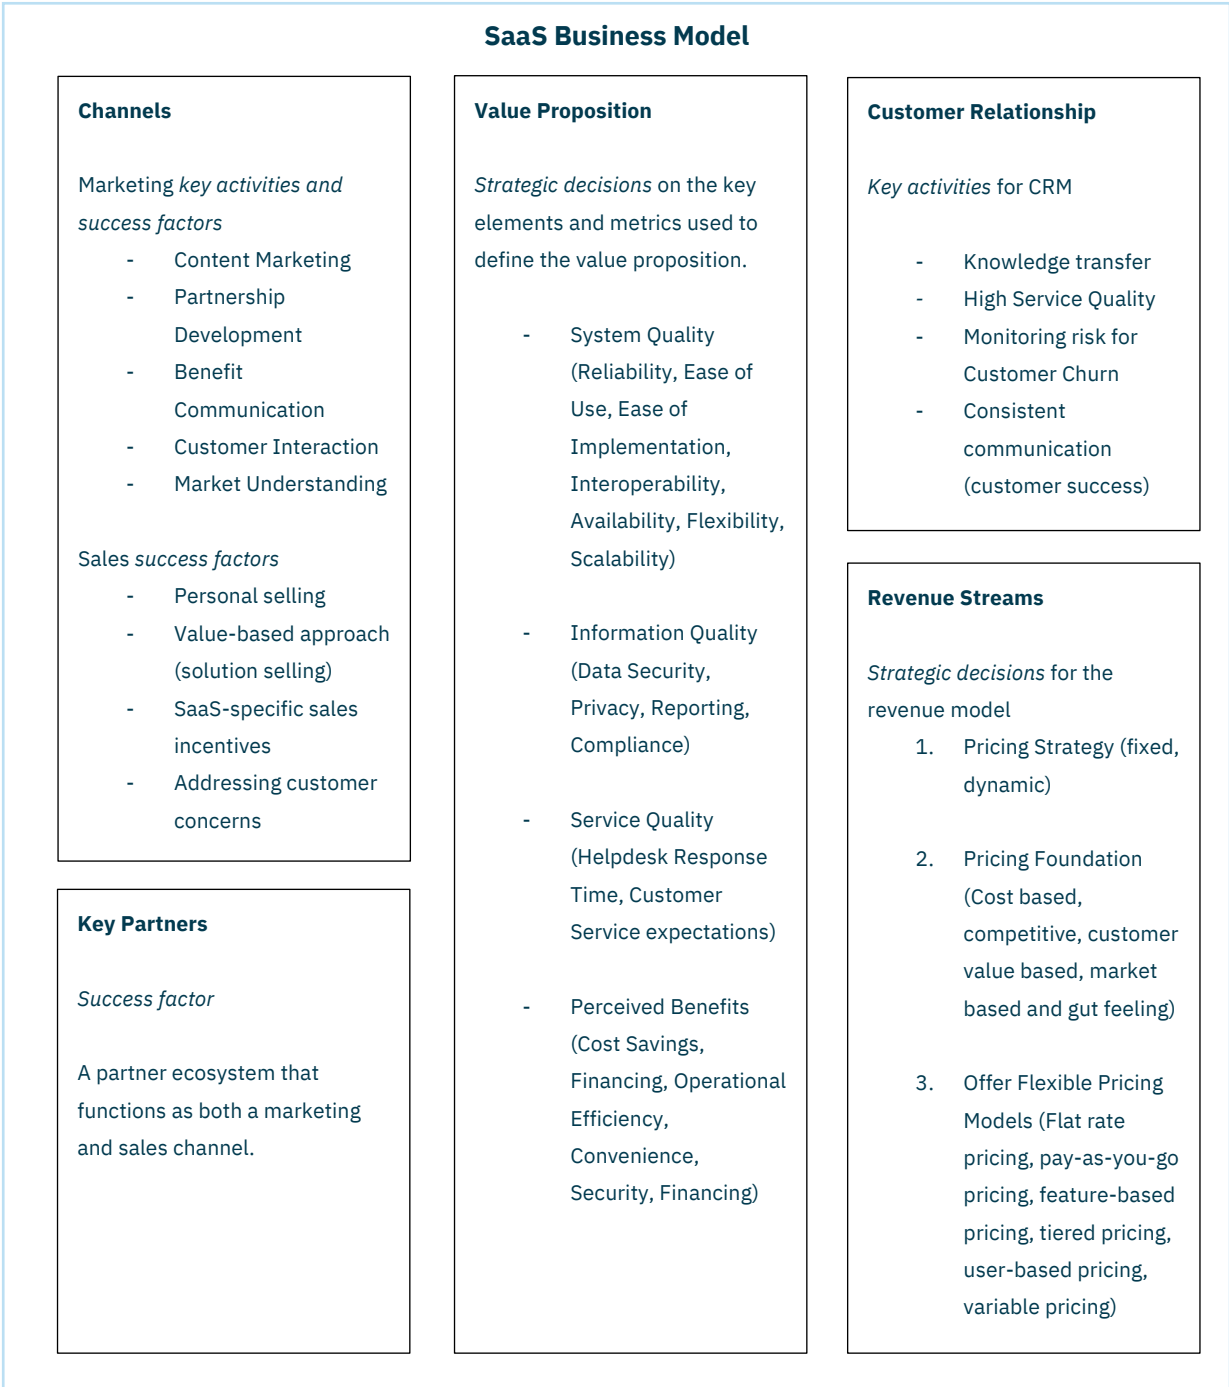 SaaS Business Model
Channels
Marketing key activities and
success factors
- Content Marketing
- Partnership
Development
- Benefit
Communication
- Customer Interaction
- Market Understanding
Sales success factors
- Personal selling
- Value-based approach
(solution selling)
- SaaS-specific sales
incentives
- Addressing customer
concerns
Key Partners
Success factor
A partner ecosystem that
functions as both a marketing
and sales channel.
Value Proposition
Strategic decisions on the key
elements and metrics used to
define the value proposition.
- System Quality
(Reliability, Ease of
Use, Ease of
Implementation,
Interoperability,
Availability, Flexibility,
Scalability)
- Information Quality
(Data Security,
Privacy, Reporting,
Compliance)
- Service Quality
(Helpdesk Response
Time, Customer
Service expectations)
- Perceived Benefits
(Cost Savings,
Financing, Operational
Efficiency,
Convenience,
Security, Financing)
Customer Relationship
Key activities for CRM
- Knowledge transfer
- High Service Quality
- Monitoring risk for
Customer Churn
- Consistent
communication
(customer success)
Revenue Streams
Strategic decisions for the
revenue model
1. Pricing Strategy (fixed,
dynamic)
2. Pricing Foundation
(Cost based,
competitive, customer
value based, market
based and gut feeling)
3. Offer Flexible Pricing
Models (Flat rate
pricing, pay-as-you-go
pricing, feature-based
pricing, tiered pricing,
user-based pricing,
variable pricing)